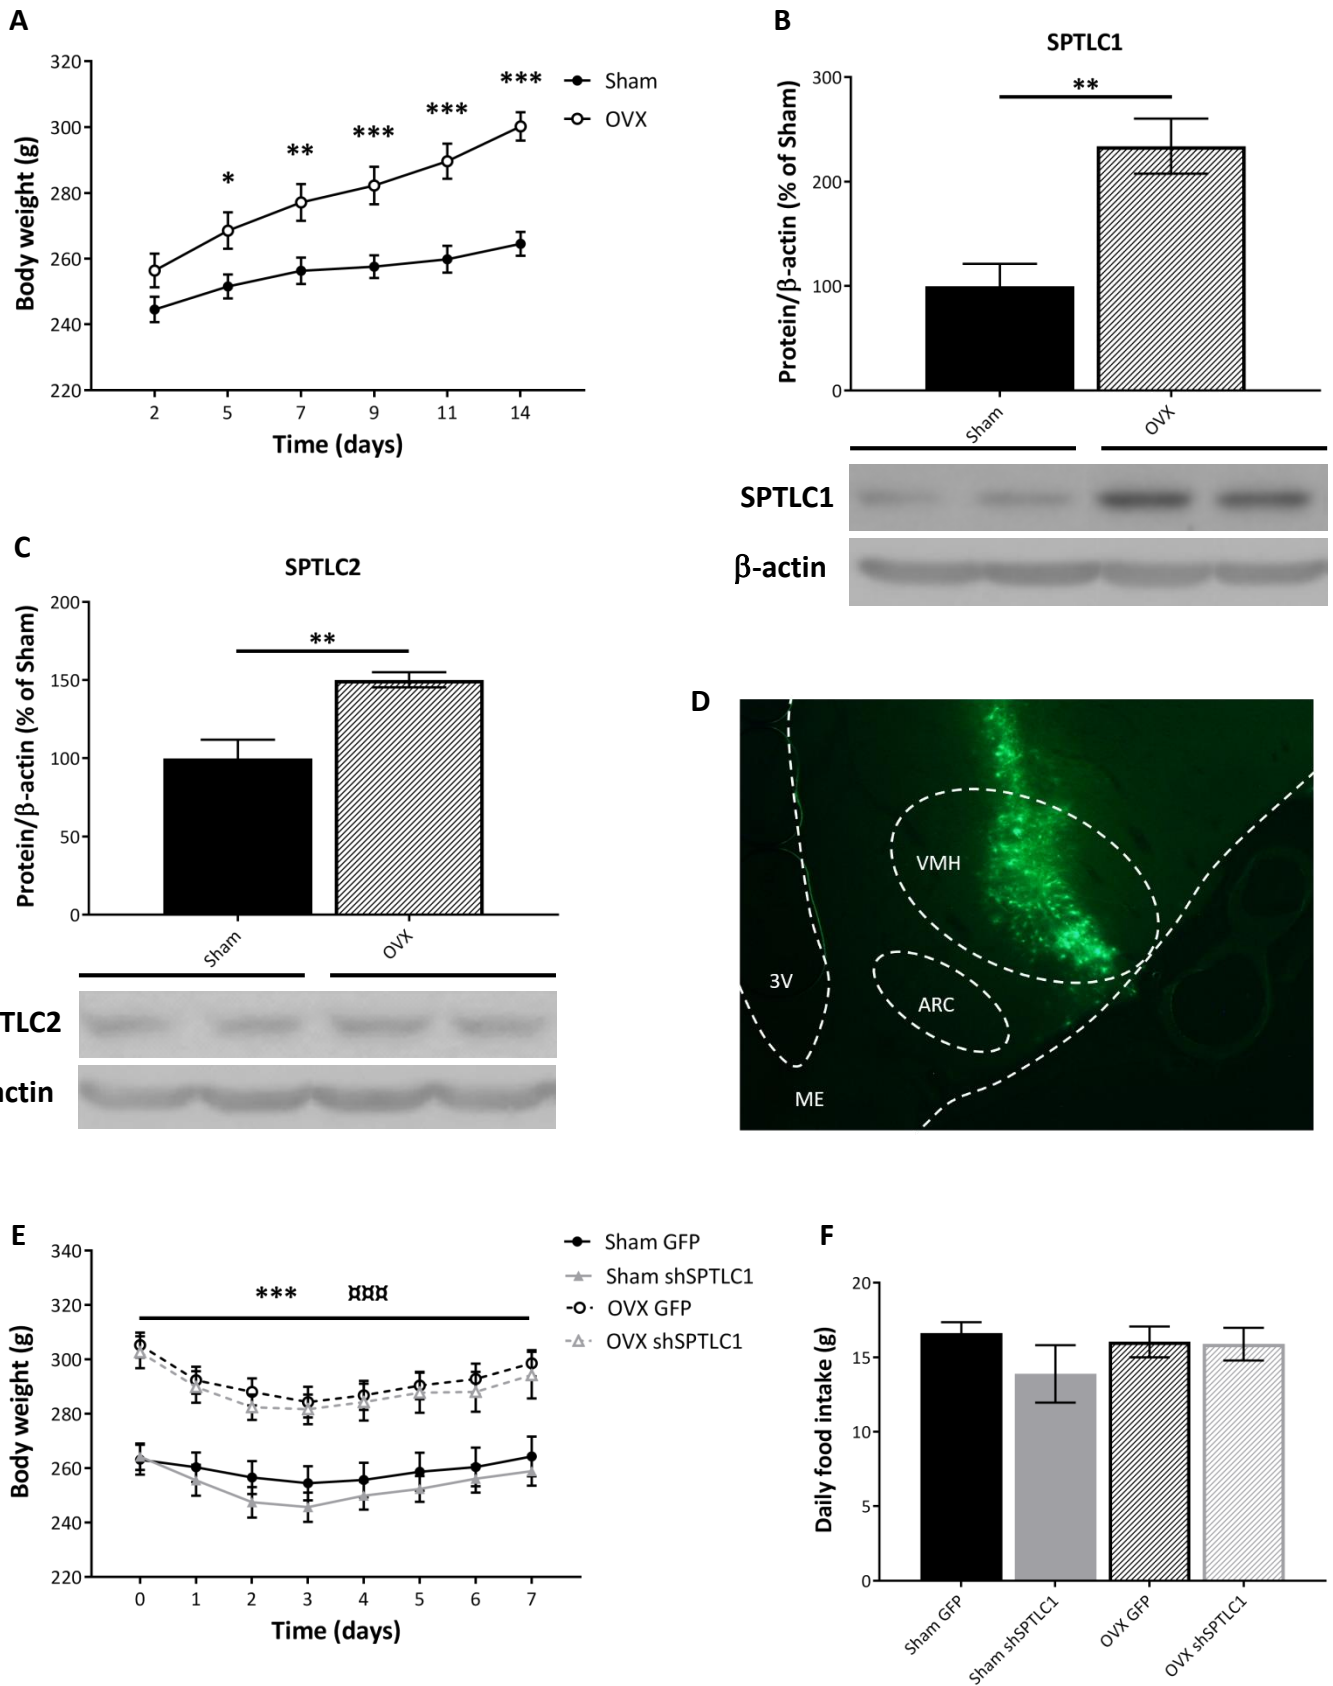 A
320
300
280
260
240
220
Body weight (g)
*
**
***
***
***
Sham
OVX
2 5 7 9 11 14
Time (days)
B
SPTLC1
**
300
200
100
0
Protein/β-actin (% of Sham)
Sham
OVX
SPTLC1
β-actin
C
SPTLC2
**
200
150
100
50
0
Protein/β-actin (% of Sham)
Sham
OVX
TLC2
actin
D
VMH
3V
ARC
ME
E
340
320
300
280
260
240
220
Body weight (g)
*** ¤¤¤
Sham GFP
Sham shSPTLC1
OVX GFP
OVX shSPTLC1
0 1 2 3 4 5 6 7
Time (days)
F
20
15
10
5
0
Daily food intake (g)
Sham GFP
Sham shSPTLC1
OVX GFP
OVX shSPTLC1